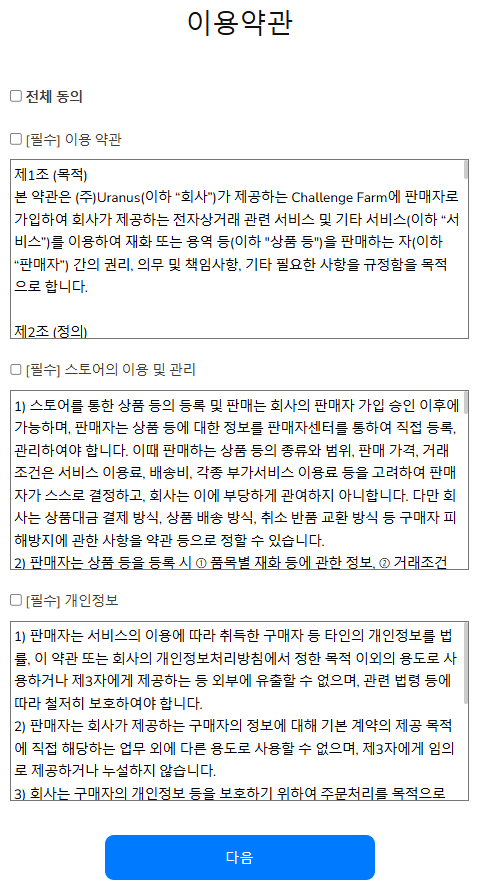 이용약관
전체 동의
[필수] 이용 약관
제1조 (목적)
본 약관은 (주)Uranus(이하 “회사”)가 제공하는 Challenge Farm에 판매자로
가입하여 회사가 제공하는 전자상거래 관련 서비스 및 기타 서비스(이하 “서
비스”)를 이용하여 재화 또는 용역 등(이하 "상품 등")을 판매하는 자(이하
“판매자”) 간의 권리, 의무 및 책임사항, 기타 필요한 사항을 규정함을 목적
으로 합니다.
제2조 (정의)
[필수] 스토어의 이용 및 관리
1) 스토어를 통한 상품 등의 등록 및 판매는 회사의 판매자 가입 승인 이후에
가능하며, 판매자는 상품 등에 대한 정보를 판매자센터를 통하여 직접 등록,
관리하여야 합니다. 이때 판매하는 상품 등의 종류와 범위, 판매 가격, 거래
조건은 서비스 이용료, 배송비, 각종 부가서비스 이용료 등을 고려하여 판매
자가 스스로 결정하고, 회사는 이에 부당하게 관여하지 아니합니다. 다만 회
사는 상품대금 결제 방식, 상품 배송 방식, 취소 반품 교환 방식 등 구매자 피
해방지에 관한 사항을 약관 등으로 정할 수 있습니다.
2) 판매자는 상품 등을 등록 시 ① 품목별 재화 등에 관한 정보, ② 거래조건
[필수] 개인정보
1) 판매자는 서비스의 이용에 따라 취득한 구매자 등 타인의 개인정보를 법
률, 이 약관 또는 회사의 개인정보처리방침에서 정한 목적 이외의 용도로 사
용하거나 제3자에게 제공하는 등 외부에 유출할 수 없으며, 관련 법령 등에
따라 철저히 보호하여야 합니다.
2) 판매자는 회사가 제공하는 구매자의 정보에 대해 기본 계약의 제공 목적
에 직접 해당하는 업무 외에 다른 용도로 사용할 수 없으며, 제3자에게 임의
로 제공하거나 누설하지 않습니다.
3) 회사는 구매자의 개인정보 등을 보호하기 위하여 주문처리를 목적으로
다음